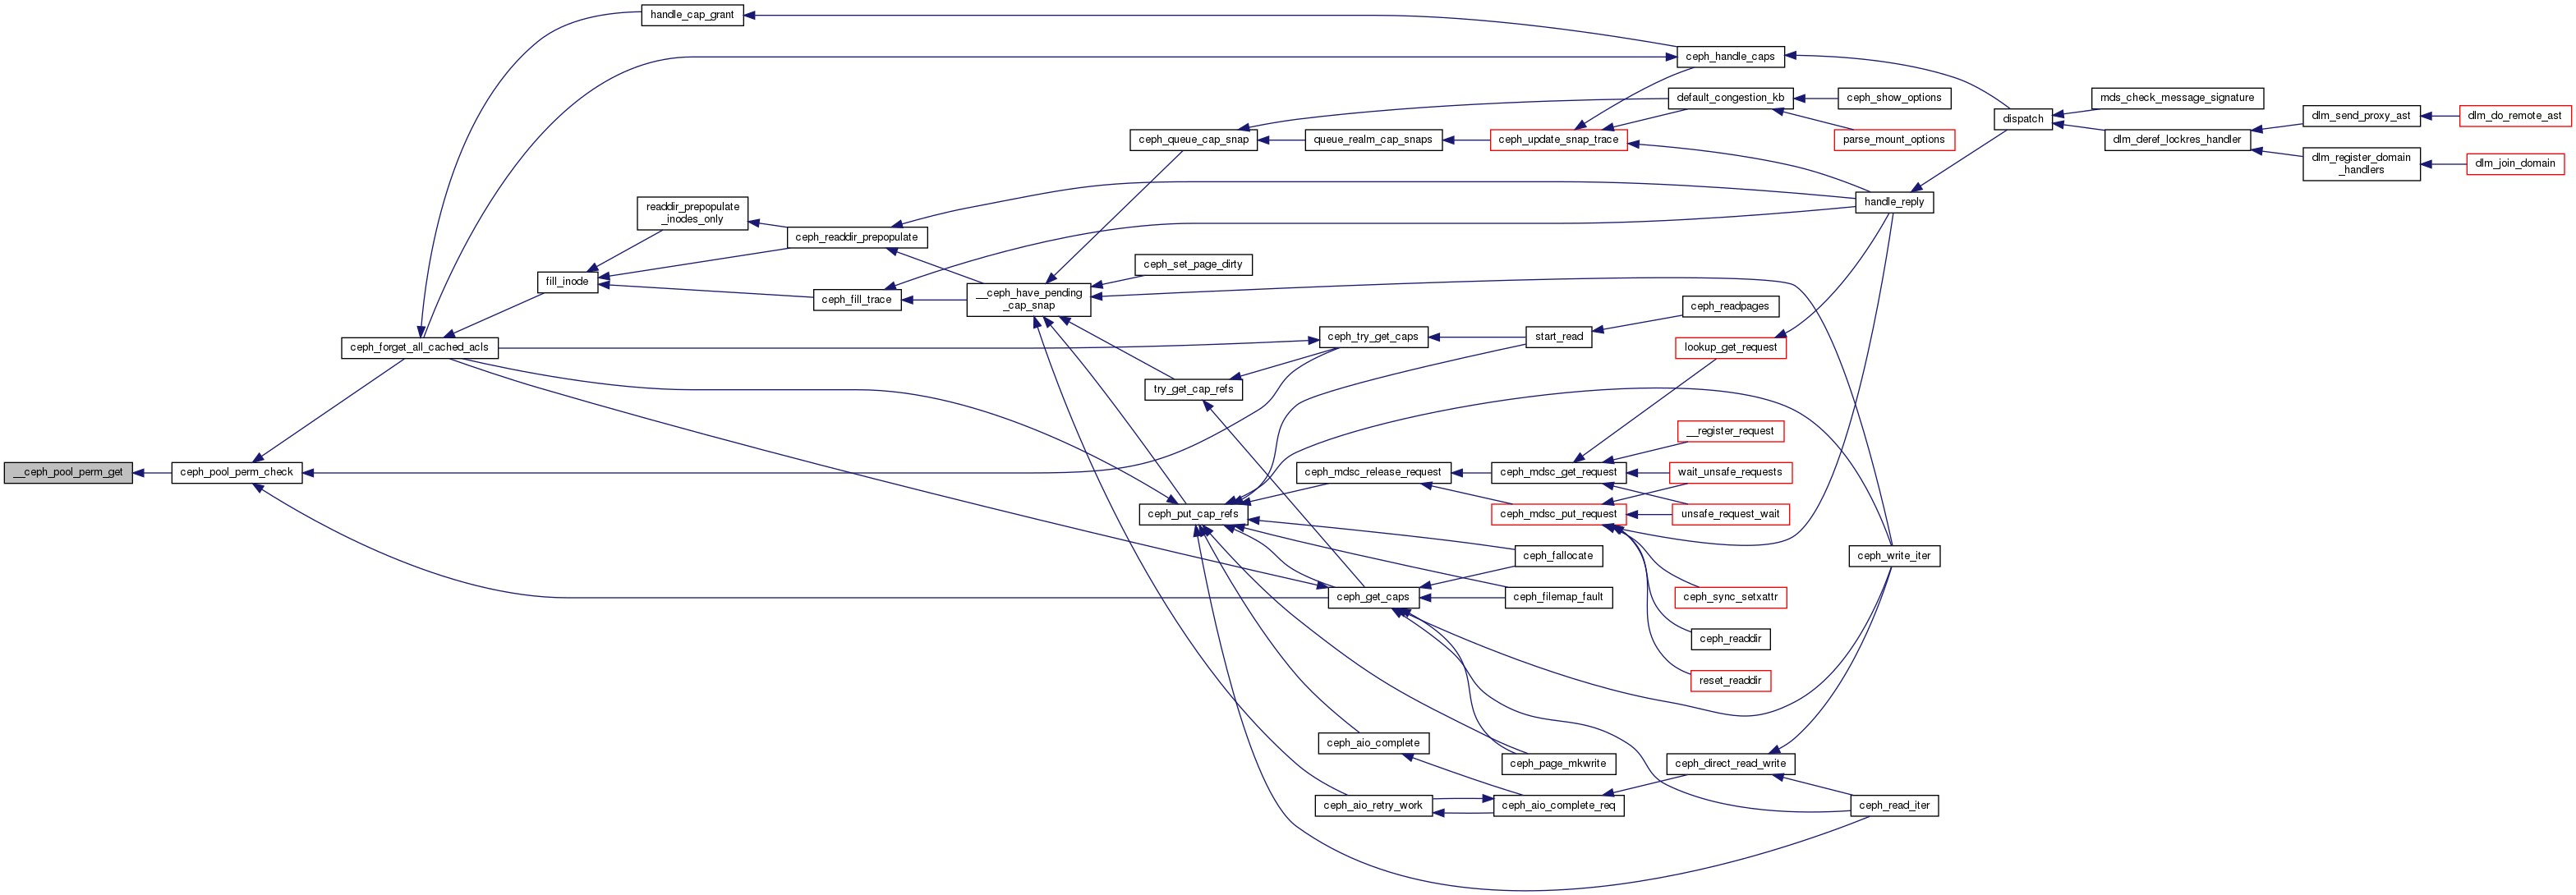 handle_cap_grant
ceph_handle_caps
default_congestion_kb
ceph_show_options
mds_check_message_signature
dispatch
dlm_send_proxy_ast
dlm_do_remote_ast
ceph_queue_cap_snap
queue_realm_cap_snaps
ceph_update_snap_trace
parse_mount_options
dlm_deref_lockres_handler
dlm_register_domain
_handlers
dlm_join_domain
readdir_prepopulate
_inodes_only
handle_reply
ceph_readdir_prepopulate
ceph_set_page_dirty
fill_inode
ceph_fill_trace
__ceph_have_pending
_cap_snap
ceph_readpages
ceph_forget_all_cached_acls
ceph_try_get_caps
start_read
lookup_get_request
try_get_cap_refs
__register_request
__ceph_pool_perm_get
ceph_pool_perm_check
ceph_mdsc_release_request
ceph_mdsc_get_request
wait_unsafe_requests
ceph_put_cap_refs
ceph_mdsc_put_request
unsafe_request_wait
ceph_fallocate
ceph_write_iter
ceph_get_caps
ceph_filemap_fault
ceph_sync_setxattr
ceph_readdir
reset_readdir
ceph_aio_complete
ceph_page_mkwrite
ceph_direct_read_write
ceph_aio_retry_work
ceph_aio_complete_req
ceph_read_iter